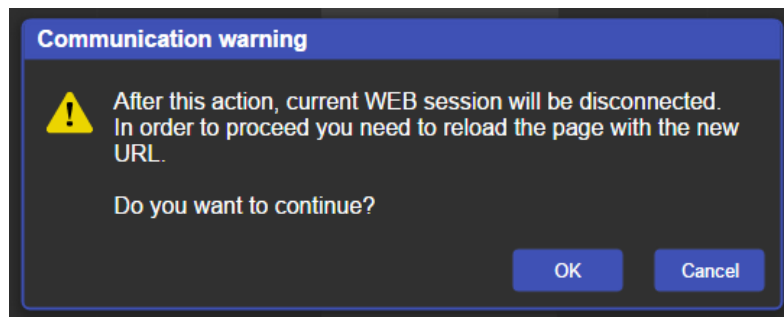 Communication warning
After this action, current WEB session will be disconnected.
In order to proceed you need to reload the page with the new
URL.
Do you want to continue?
OK Cancel